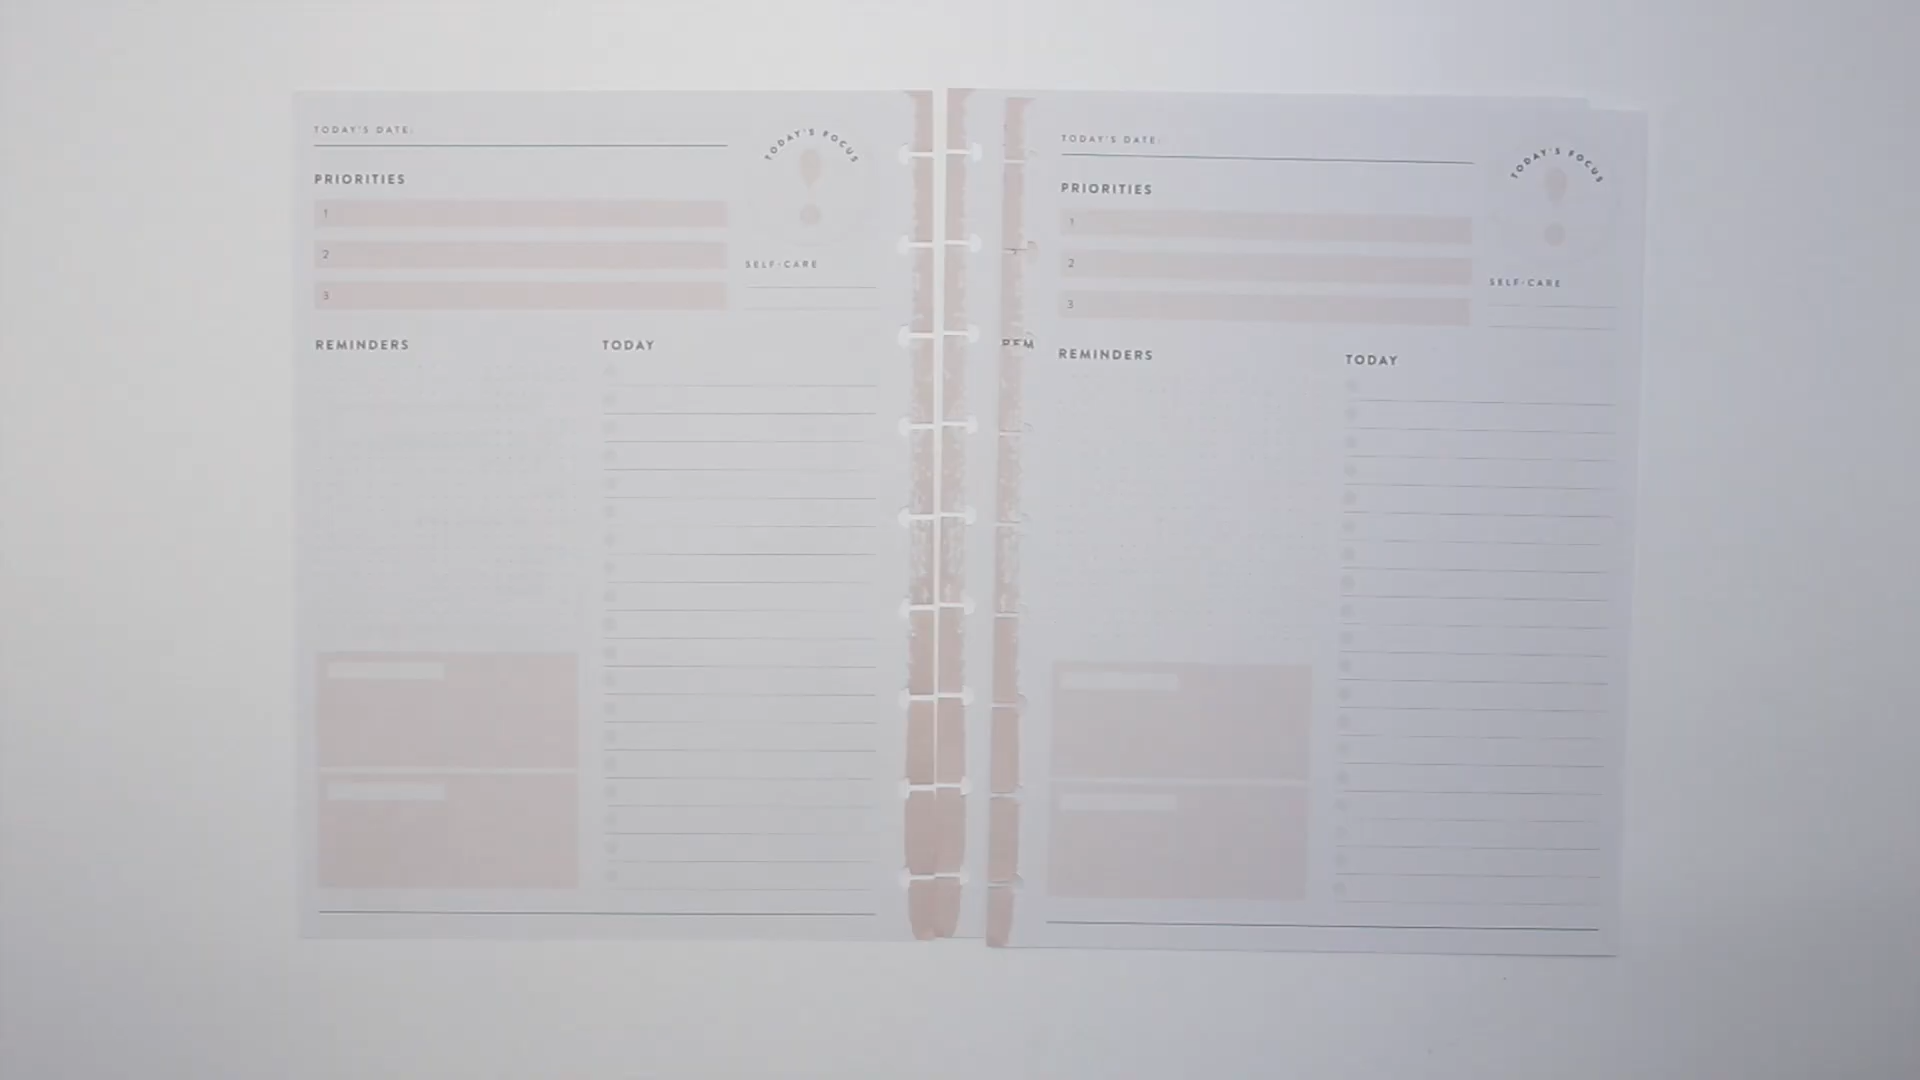 TODAY'S DATE:
TODAY'S FOCUS
PRIORITIES
1
2
3
SELF-CARE
REMINDERS
TODAY
REM
TODAY'S DATE:
TODAY'S FOCUS
PRIORITIES
1
2
3
SELF-CARE
REMINDERS
TODAY